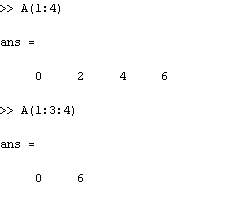 >> A(1:4)
ans =
0 2 4 6
>> A(1:3:4)
ans =
0 6